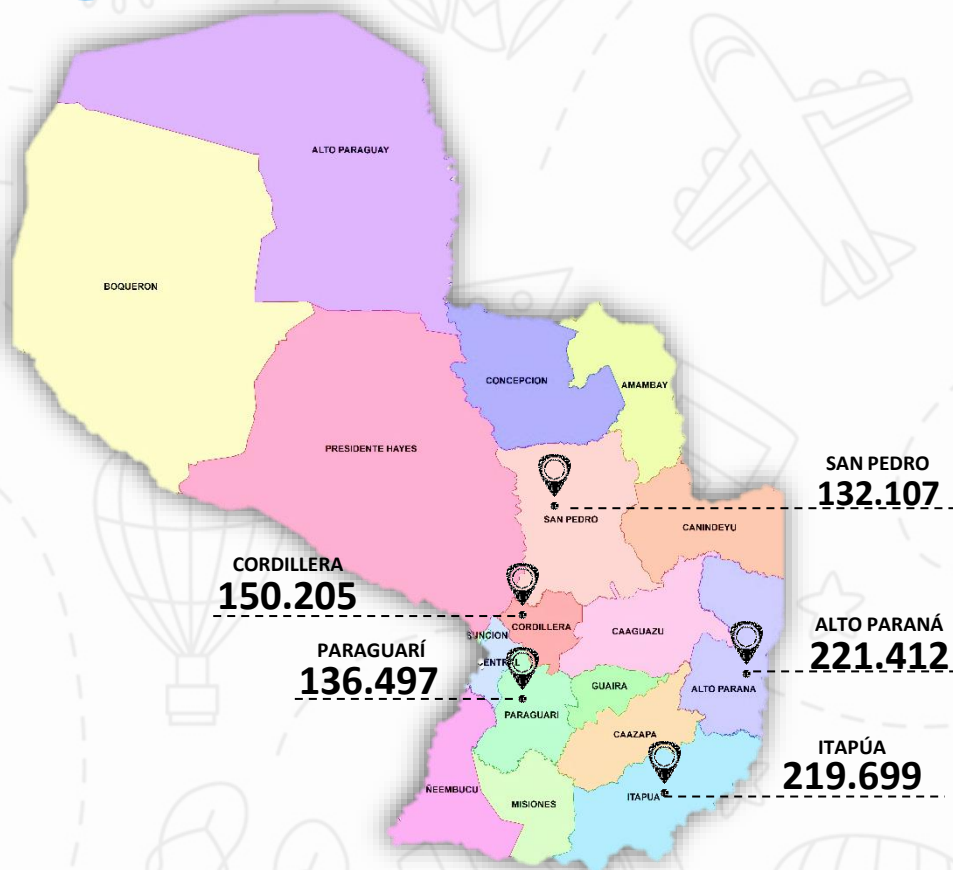 ALTO PARAGUAY
BOQUERON
CONCEPCION
AMAMBAY
PRESIDENTE HAYES
SAN PEDRO
132.107
SAN PEDRO
CANINDEYU
CORDILLERA
150.205
CORDILLERA
CAAGUAZU
SUNCION
ALTO PARANÁ
221.412
PARAGUARÍ
136.497
GUAIRA
ALTO PARANA
PARAGUARI
CAAZAPA
ITAPÚA
219.699
ÑEEMBUCU
MISIONES
ITAPUA